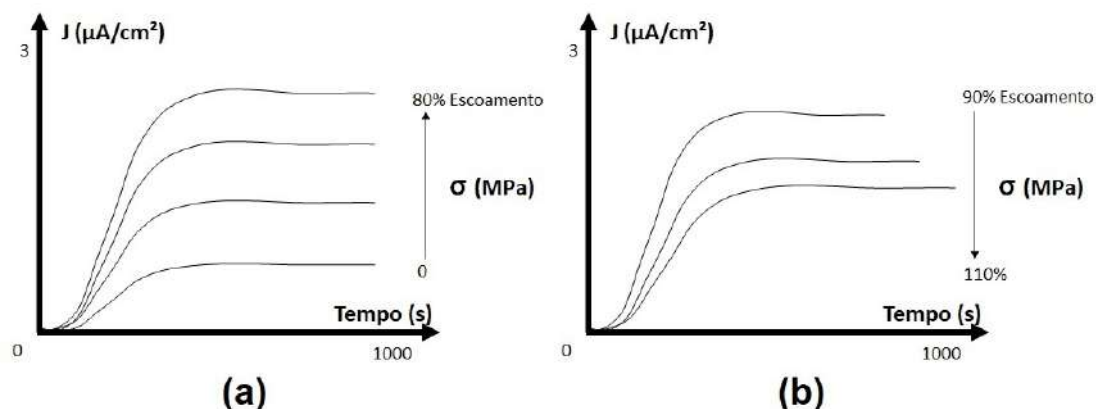 J (μA/cm²)
3
80% Escoamento
σ (MPa)
0
Tempo (s)
0
1000
(a)
J (μA/cm²)
3
90% Escoamento
σ (MPa)
110%
Tempo (s)
0
1000
(b)